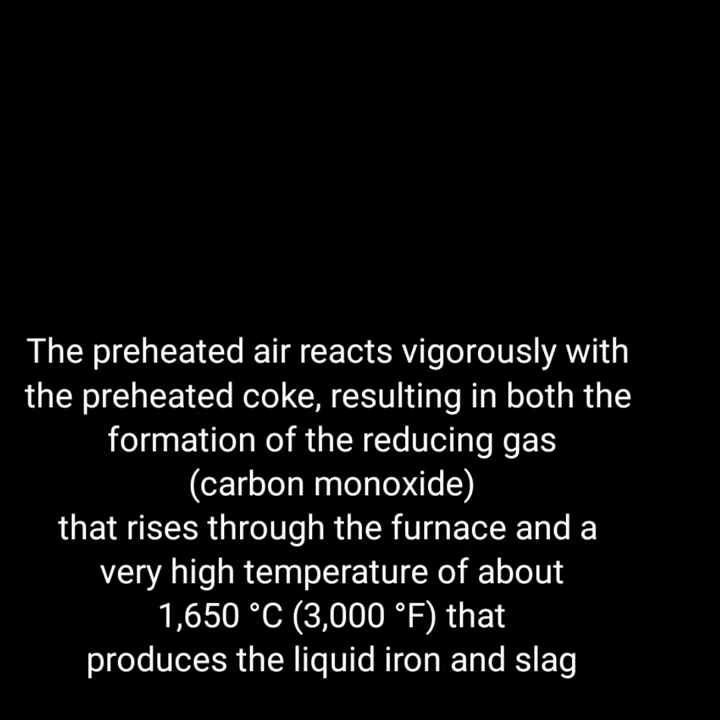 The preheated air reacts vigorously with
the preheated coke, resulting in both the
formation of the reducing gas
(carbon monoxide)
that rises through the furnace and a
very high temperature of about
1,650 °C (3,000 °F) that
produces the liquid iron and slag